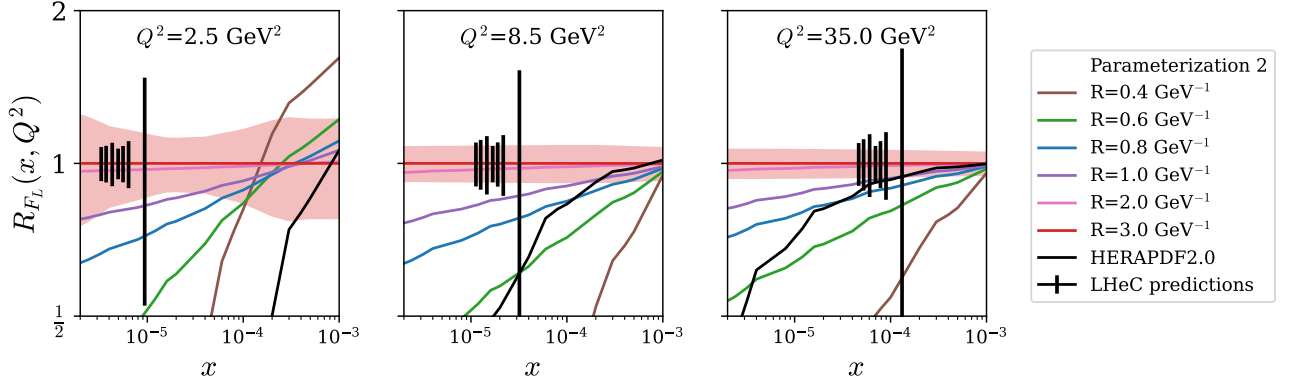 R_{F_L}(x, Q^2)
2
1
1/2
Q^2=2.5 GeV^2
10^{-5} 10^{-4} 10^{-3}
x
Q^2=8.5 GeV^2
10^{-5} 10^{-4} 10^{-3}
x
Q^2=35.0 GeV^2
10^{-5} 10^{-4} 10^{-3}
x
Parameterization 2
R=0.4 GeV^{-1}
R=0.6 GeV^{-1}
R=0.8 GeV^{-1}
R=1.0 GeV^{-1}
R=2.0 GeV^{-1}
R=3.0 GeV^{-1}
HERAPDF2.0
LHeC predictions